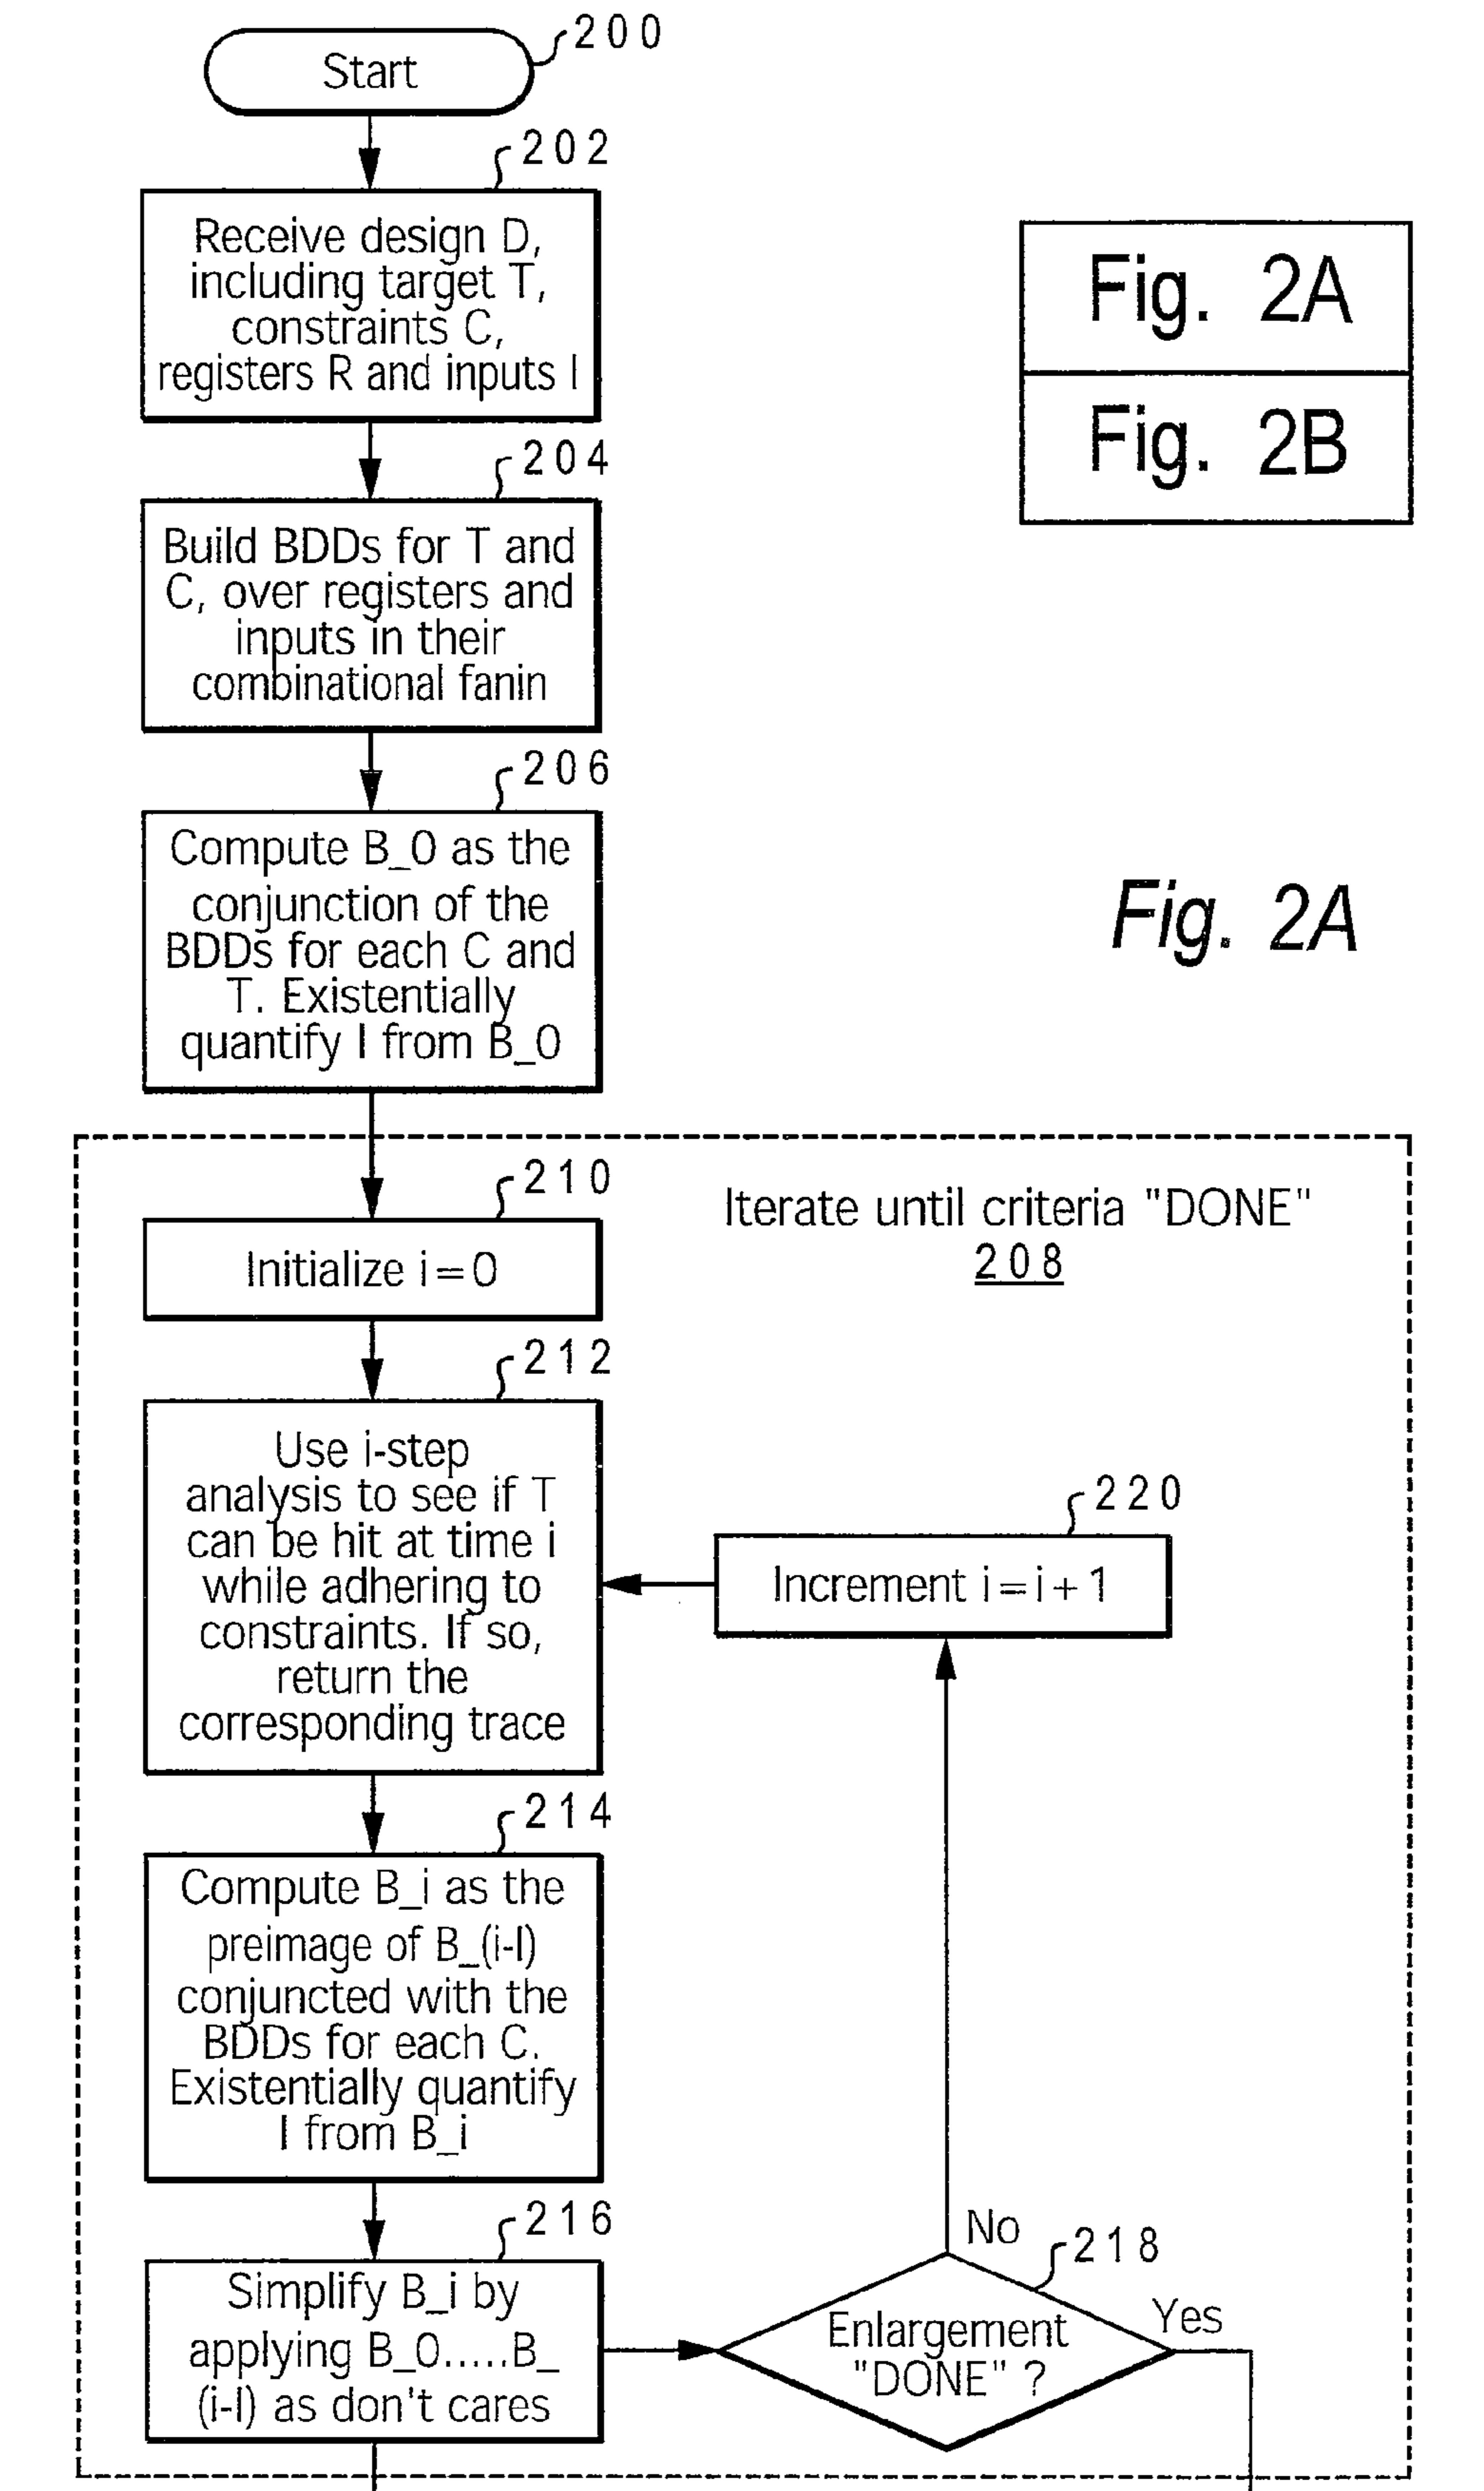 200
Start
202
Receive design D,
including target T,
constraints C,
registers R and inputs I
Fig. 2A
Fig. 2B
204
Build BDDs for T and
C, over registers and
inputs in their
combinational fanin
206
Compute B_0 as the
conjunction of the
BDDs for each C and
T. Existentially
quantify I from B_0
Fig. 2A
Iterate until criteria "DONE"
208
210
Initialize i=0
212
Use i-step
analysis to see if T
can be hit at time i
while adhering to
constraints. If so,
return the
corresponding trace
220
Increment i=i+1
214
Compute B_i as the
preimage of B_(i-I)
conjuncted with the
BDDs for each C.
Existentially quantify
I from B_i
216
Simplify B_i by
applying B_0.....B_
(i-I) as don't cares
No
218
Enlargement
"DONE" ?
Yes